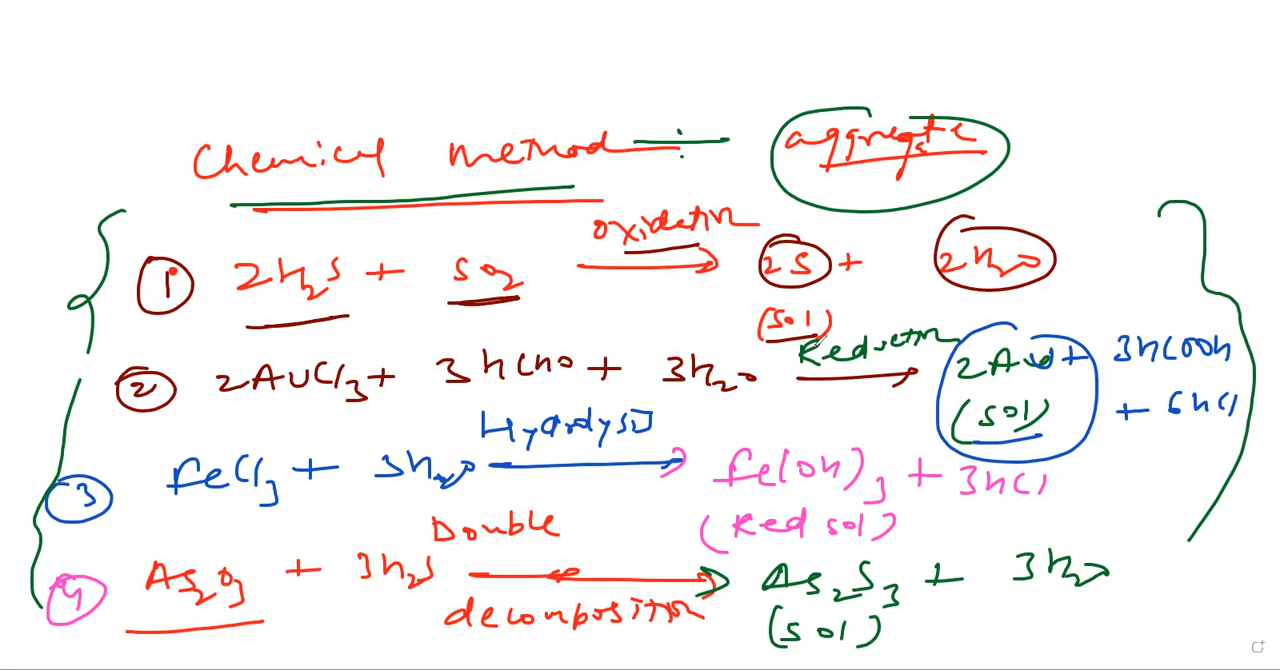 Chemical method :- aggregate
Oxidation
① 2H₂S + SO₂ → 2S + 2H₂O
(sol)
Reduction
② 2AuCl₃ + 3HCHO + 3H₂O → 2Au + 3HCOOH
(sol) + 6HCl
Hydolysis
③ FeCl₃ + 3H₂O → Fe(OH)₃ + 3HCl
(Red sol)
Double
④ As₂O₃ + 3H₂S → As₂S₃ + 3H₂O
decomposition (sol)